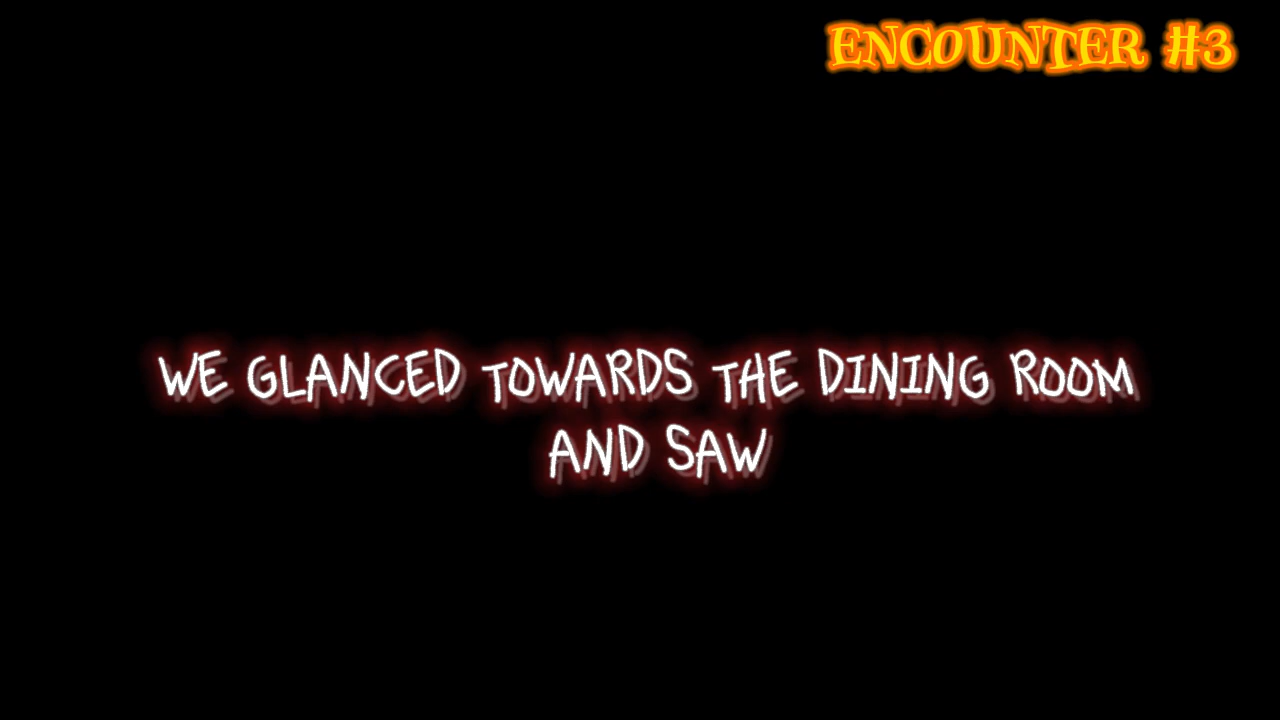 ENCOUNTER #3
WE GLANCED TOWARDS THE DINING ROOM
AND SAW